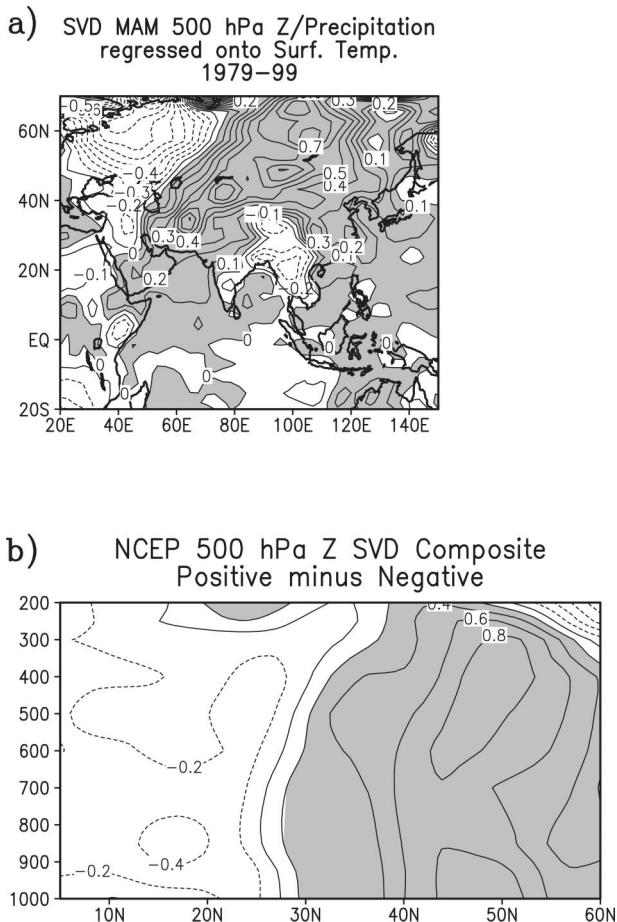 a)
SVD MAM 500 hPa Z/Precipitation
regressed onto Surf. Temp.
1979-99
60N
40N
20N
EQ
20S
20E 40E 60E 80E 100E 120E 140E
0.2 0.3 0.2
0.7
0.1
-0.4 0.5
-0.3 0.4
-0.2 0.1
0.3 0.4 0.3
0 0.2
-0.1 0.1
0.2
0 0 0
0 0
0
b)
NCEP 500 hPa Z SVD Composite
Positive minus Negative
200
300
400
500
600
700
800
900
1000
0.4
0.6
0.8
-0.2
-0.4
-0.2
10N 20N 30N 40N 50N 60N